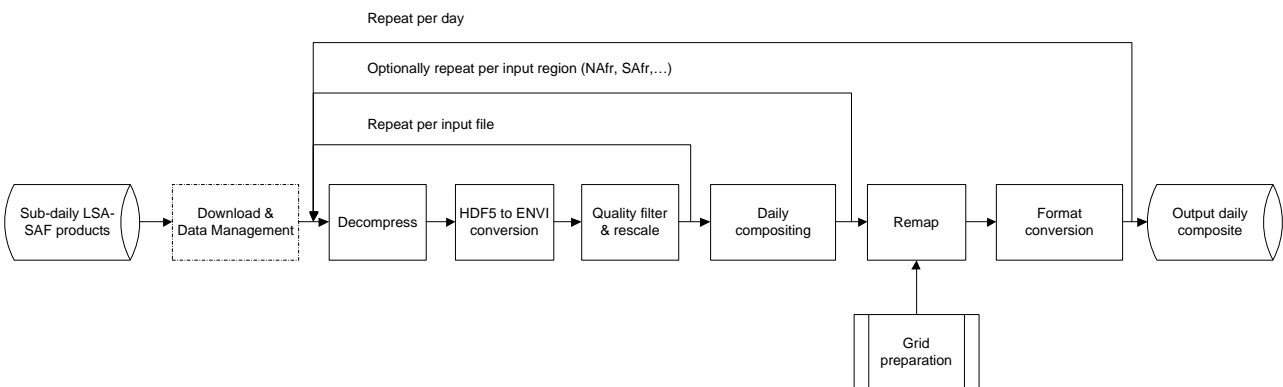 Repeat per day
Optionally repeat per input region (NAfr, SAfr,…)
Repeat per input file
Sub-daily LSA-
SAF products
Download &
Data Management
Decompress
HDF5 to ENVI
conversion
Quality filter
& rescale
Daily
compositing
Remap
Format
conversion
Output daily
composite
Grid
preparation